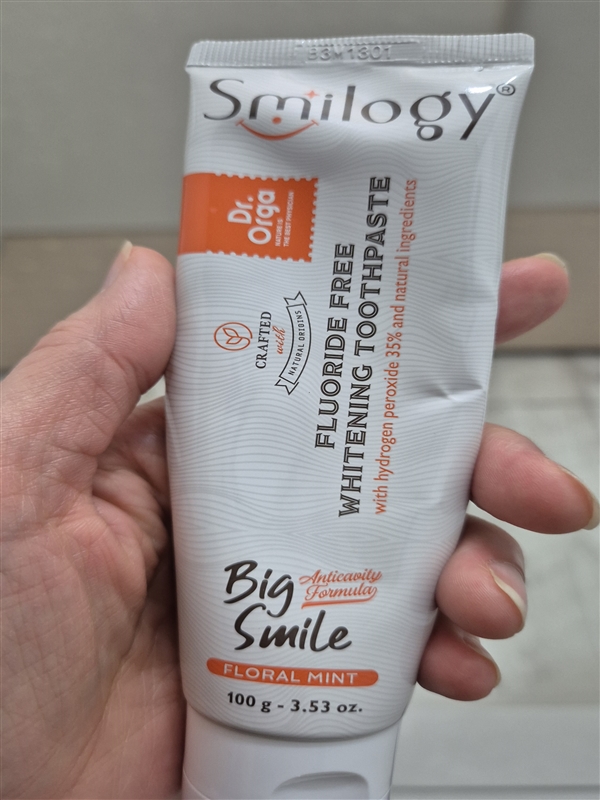 B3M1301
Smilogy®
Dr.
Orga
NATURE IS
THE BEST PHYSICIAN
CRAFTED
with
NATURAL ORIGINS
FLUORIDE FREE
WHITENING TOOTHPASTE
with hydrogen peroxide 35% and natural ingredients
Big
Smile
Anticavity
Formula
FLORAL MINT
100 g - 3.53 oz.